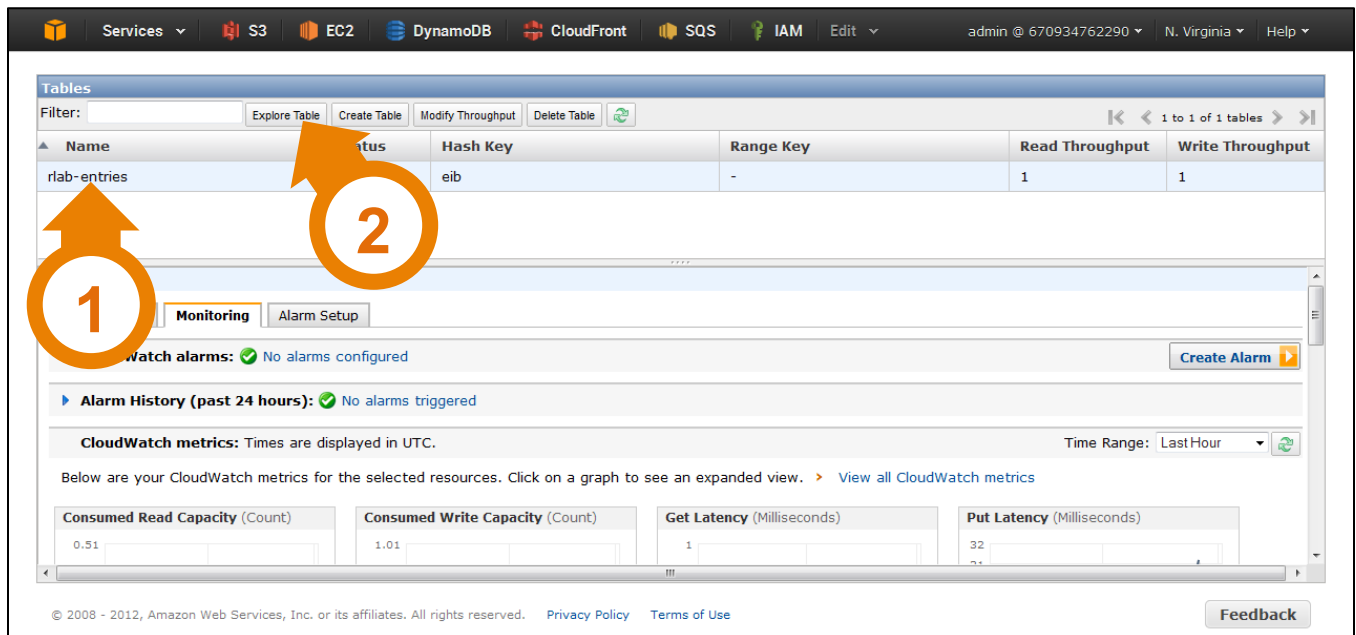 Services S3 EC2 DynamoDB CloudFront SQS IAM Edit admin @ 670934762290 N. Virginia Help
Tables
Filter: Explore Table Create Table Modify Throughput Delete Table 1 to 1 of 1 tables
Name atus Hash Key Range Key Read Throughput Write Throughput
rlab-entries eib - 1 1
2
1
Monitoring Alarm Setup
Watch alarms: No alarms configured Create Alarm
Alarm History (past 24 hours): No alarms triggered
CloudWatch metrics: Times are displayed in UTC. Time Range: Last Hour
Below are your CloudWatch metrics for the selected resources. Click on a graph to see an expanded view. > View all CloudWatch metrics
Consumed Read Capacity (Count) Consumed Write Capacity (Count) Get Latency (Milliseconds) Put Latency (Milliseconds)
0.51 1.01 1 32
© 2008 - 2012, Amazon Web Services, Inc. or its affiliates. All rights reserved. Privacy Policy Terms of Use Feedback